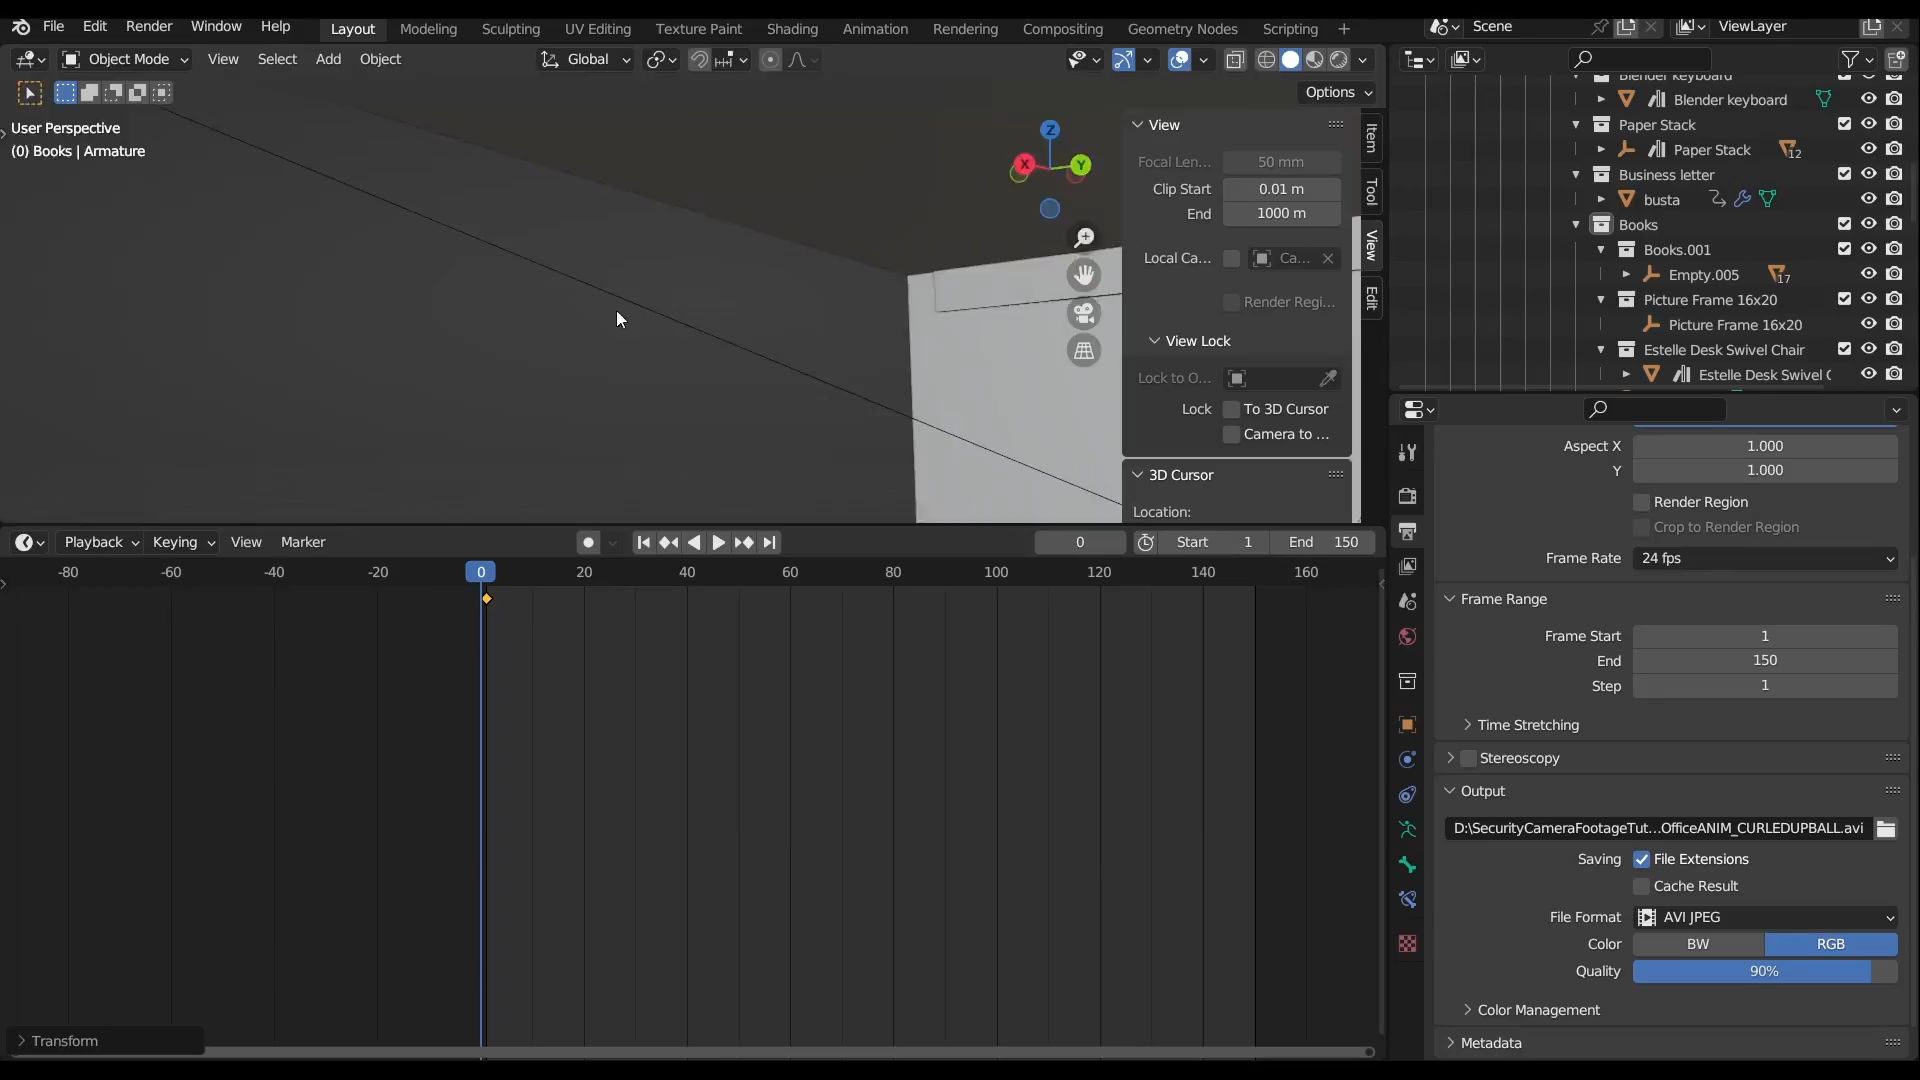 File Edit Render Window Help Layout Modeling Sculpting UV Editing Texture Paint Shading Animation Rendering Compositing Geometry Nodes Scripting + Scene ViewLayer
Object Mode View Select Add Object Global
Options
User Perspective
(0) Books | Armature
Z
X
Y
View
Focal Len... 50 mm
Clip Start 0.01 m
End 1000 m
Local Ca... Ca...
Render Regi...
View Lock
Lock to O...
Lock To 3D Cursor
Camera to ...
3D Cursor
Location:
Item
Tool
View
Edit
Blender keyboard
Blender keyboard
Paper Stack
Paper Stack 12
Business letter
busta
Books
Books.001
Empty.005 17
Picture Frame 16x20
Picture Frame 16x20
Estelle Desk Swivel Chair
Estelle Desk Swivel C
Playback Keying View Marker 0 Start 1 End 150
-80 -60 -40 -20 0 20 40 60 80 100 120 140 160
Transform
Aspect X 1.000
Y 1.000
Render Region
Crop to Render Region
Frame Rate 24 fps
Frame Range
Frame Start 1
End 150
Step 1
Time Stretching
Stereoscopy
Output
D:\SecurityCameraFootageTut...OfficeANIM_CURLEDUPBALL.avi
Saving File Extensions
Cache Result
File Format AVI JPEG
Color BW RGB
Quality 90%
Color Management
Metadata